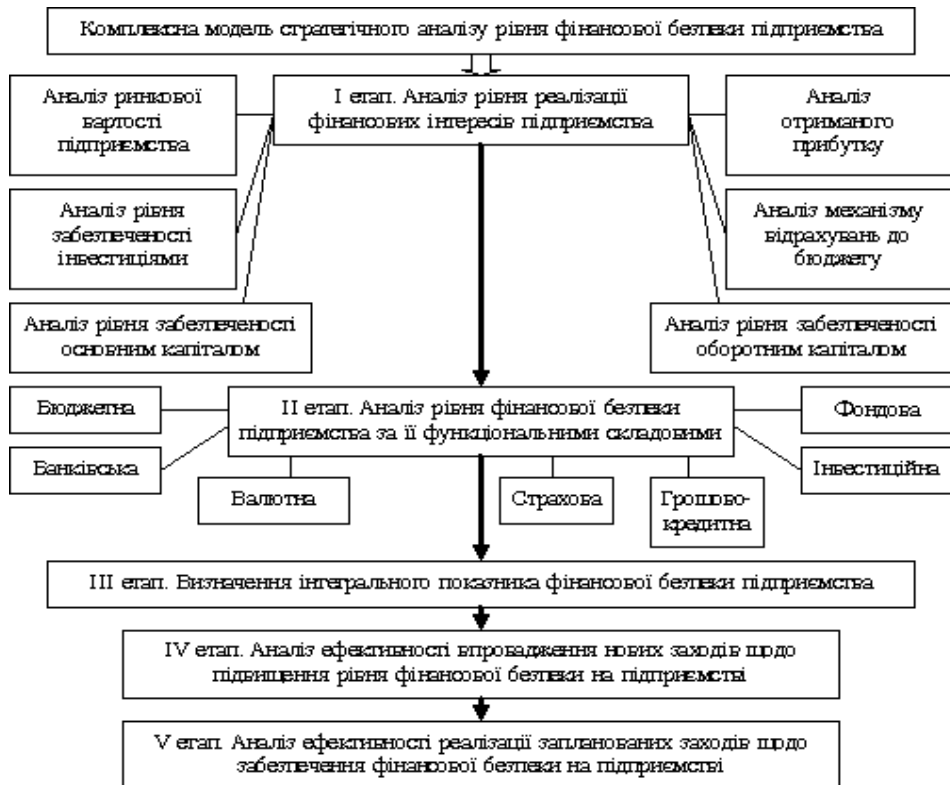 Комплексна модель стратегічного аналізу рівня фінансової безпеки підприємства
Аналіз ринкової
вартості
підприємства
І етап. Аналіз рівня реалізації
фінансових інтересів підприємства
Аналіз
отриманого
прибутку
Аналіз рівня
забезпеченості
інвестиціями
Аналіз механізму
відрахувань до
бюджету
Аналіз рівня забезпеченості
основним капіталом
Аналіз рівня забезпеченості
оборотним капіталом
Бюджетна
ІІ етап. Аналіз рівня фінансової безпеки
підприємства за її функціональними складовими
Фондова
Банківська
Інвестиційна
Валютна
Страхова
Грошово-
кредитна
ІІІ етап. Визначення інтегрального показника фінансової безпеки підприємства
IV етап. Аналіз ефективності впровадження нових заходів щодо
підвищення рівня фінансової безпеки на підприємстві
V етап. Аналіз ефективності реалізації запланованих заходів щодо
забезпечення фінансової безпеки на підприємстві